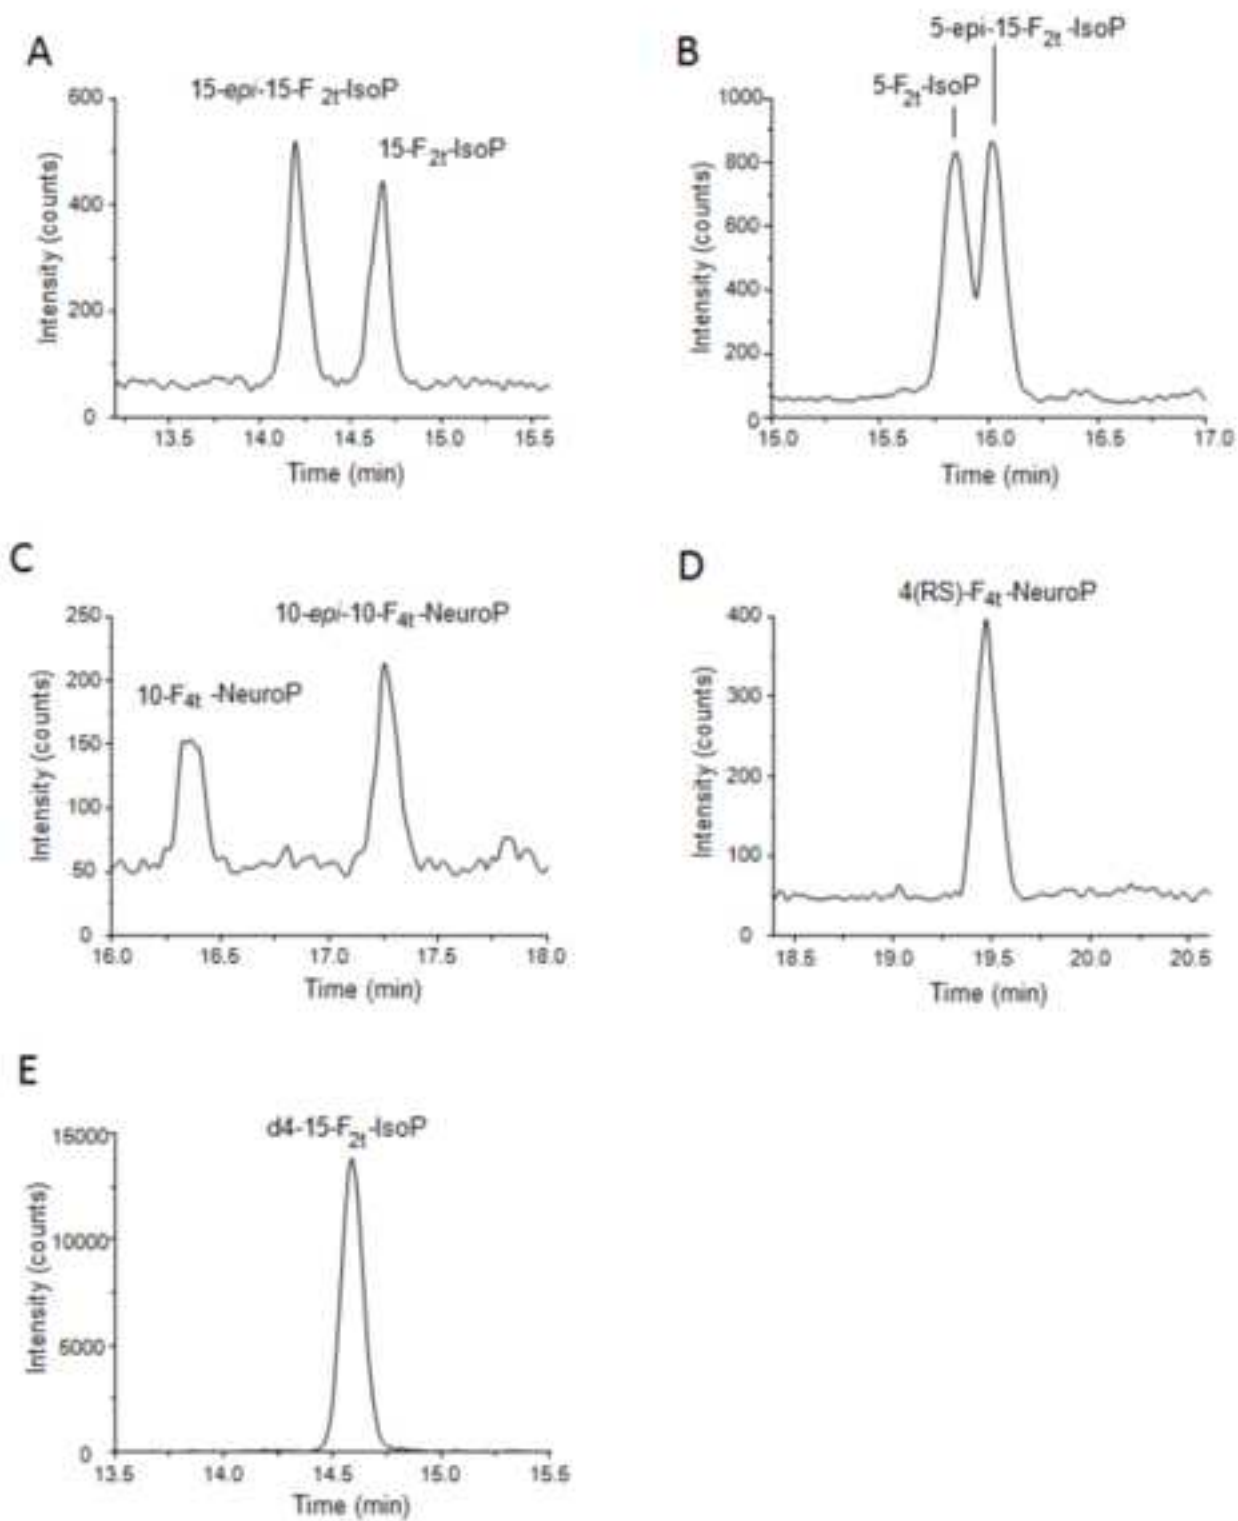 A
15-epi-15-F2t-IsoP
15-F2t-IsoP
600
400
200
0
Intensity (counts)
13.5 14.0 14.5 15.0 15.5
Time (min)
B
5-epi-15-F2t-IsoP
5-F2t-IsoP
1000
800
600
400
200
0
Intensity (counts)
15.0 15.5 16.0 16.5 17.0
Time (min)
C
10-epi-10-F4t-NeuroP
10-F4t-NeuroP
250
200
150
100
50
0
Intensity (counts)
16.0 16.5 17.0 17.5 18.0
Time (min)
D
4(RS)-F4t-NeuroP
400
300
200
100
0
Intensity (counts)
18.5 19.0 19.5 20.0 20.5
Time (min)
E
d4-15-F2t-IsoP
15000
10000
5000
0
Intensity (counts)
13.5 14.0 14.5 15.0 15.5
Time (min)